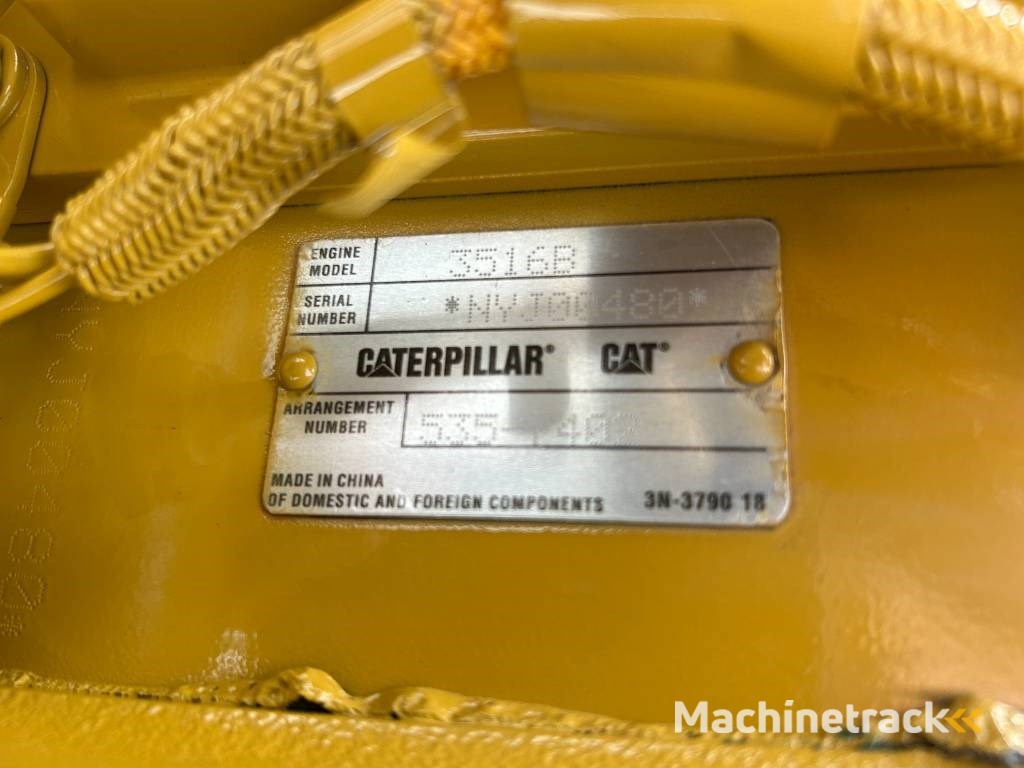 ENGINE MODEL 3516B
SERIAL NUMBER *NYJ00480*
CATERPILLAR® CAT®
ARRANGEMENT NUMBER
MADE IN CHINA
OF DOMESTIC AND FOREIGN COMPONENTS 3N-3790 18
Machinetrack